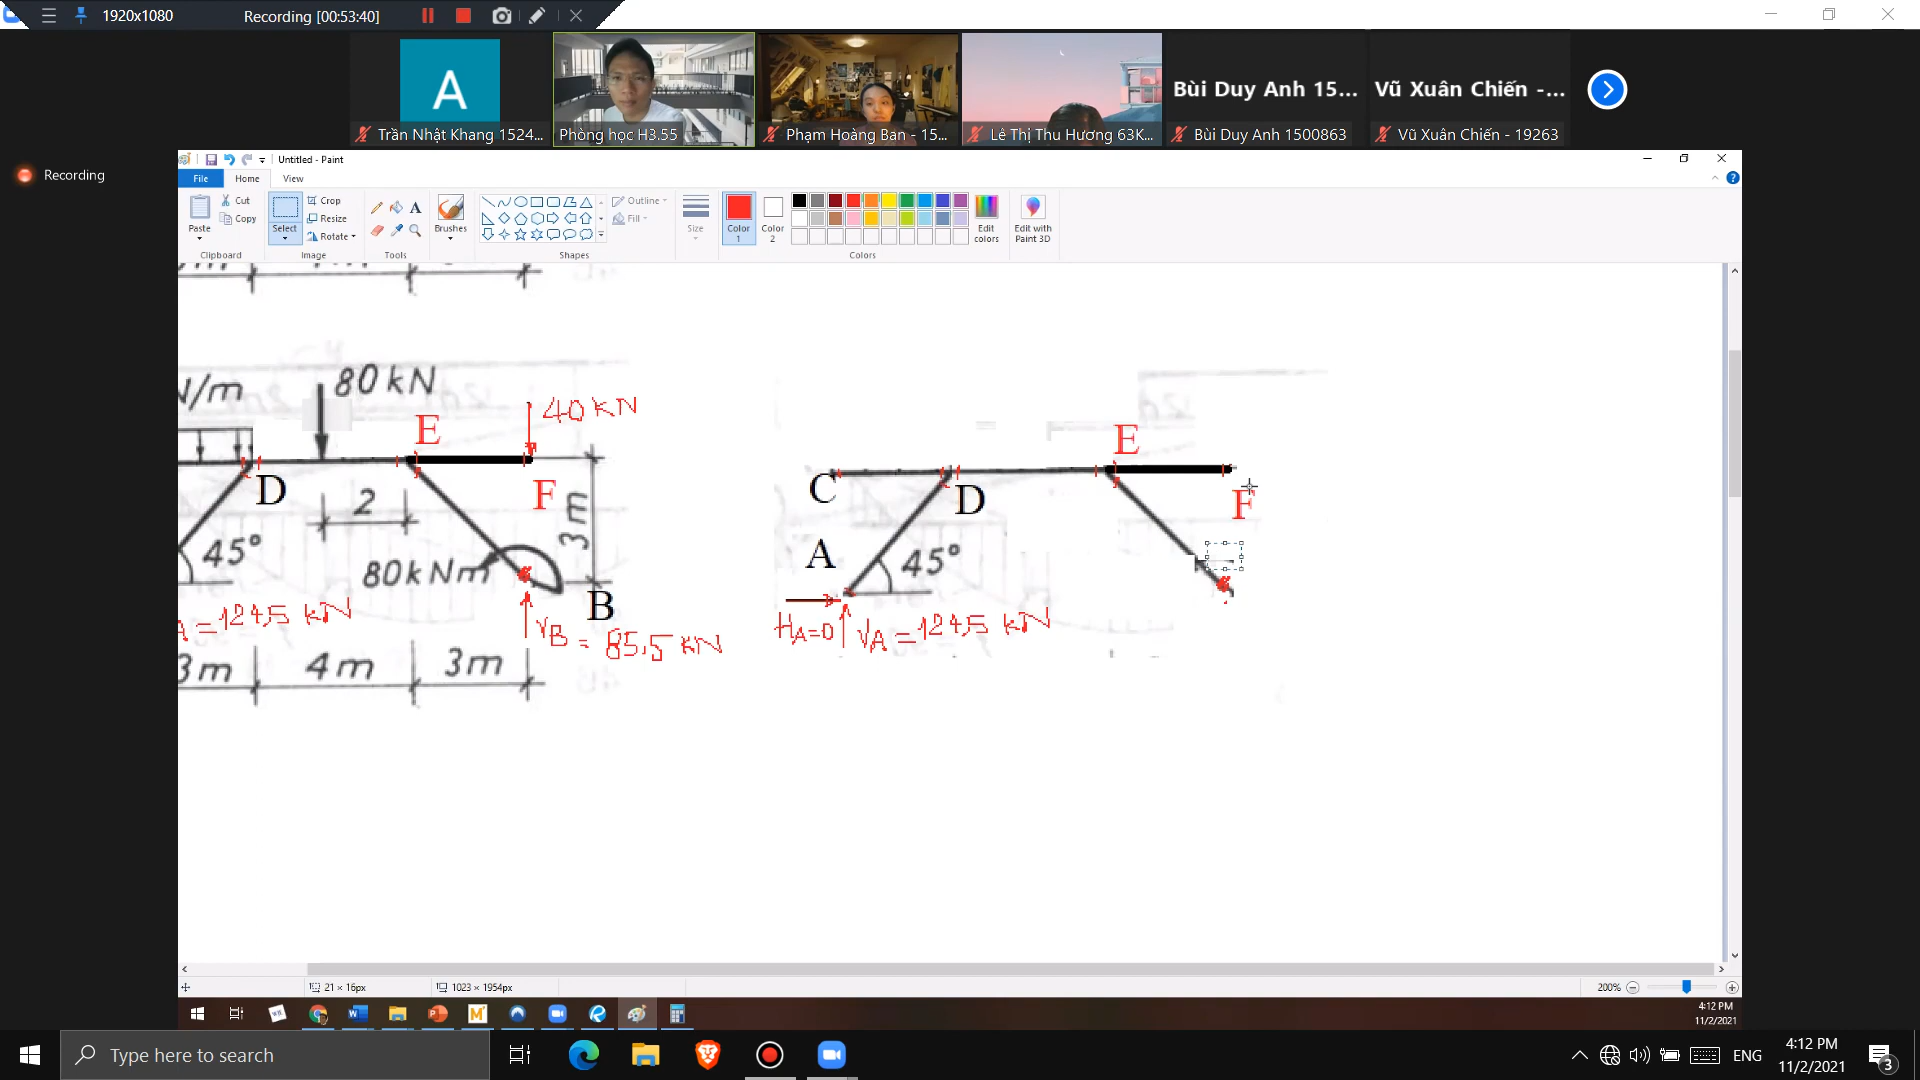 1920x1080
Recording [00:53:40]
A
Trần Nhật Khang 1524...
Phòng học H3.55
Phạm Hoàng Ban - 15...
Lê Thị Thu Hương 63K...
Bùi Duy Anh 15...
Bùi Duy Anh 1500863
Vũ Xuân Chiến -...
Vũ Xuân Chiến - 19263
Recording
Untitled - Paint
File
Home
View
Paste
Cut
Copy
Clipboard
Select
Crop
Resize
Rotate
Image
A
Tools
Brushes
Outline
Fill
Shapes
Size
Color
1
Color
2
Edit
colors
Colors
Edit with
Paint 3D
N/m
80kN
40 KN
E
D
F
2
3m
45°
80kNm
B
A = 124,5 KN
VB = 85,5 KN
3m
4m
3m
E
C
D
F
A
45°
HA=0
VA = 124,5 KN
21 × 16px
1023 × 1954px
200%
4:12 PM
11/2/2021
Type here to search
ENG
4:12 PM
11/2/2021
3